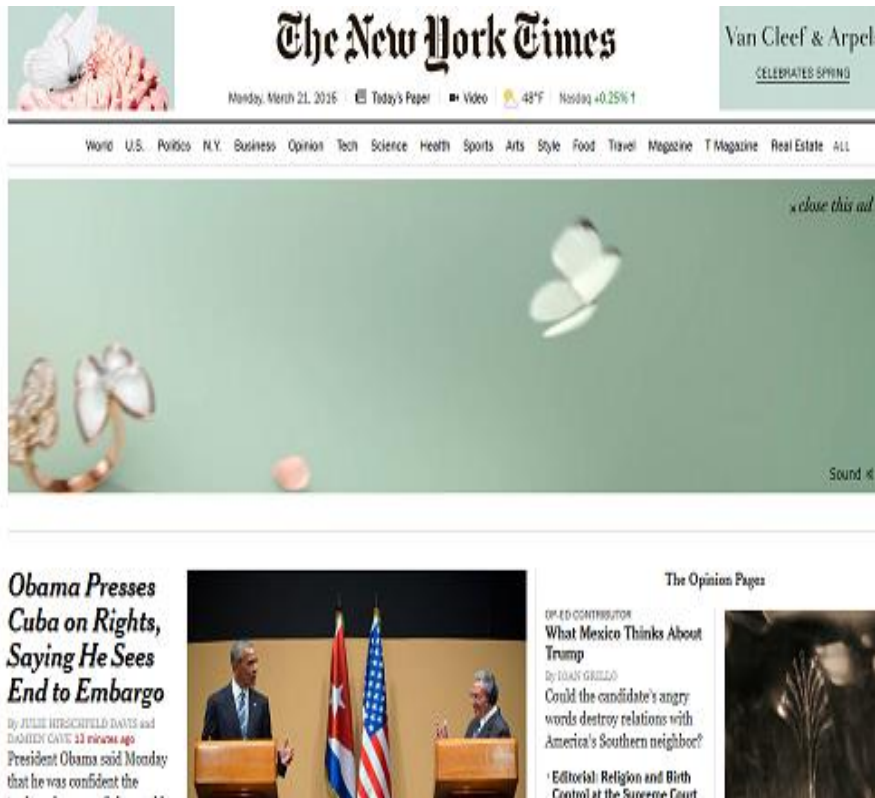 The New York Times
Van Cleef & Arpels
CELEBRATES SPRING
Monday, March 21, 2016 Today's Paper Video 48°F Nasdaq +0.25% ↑
World U.S. Politics N.Y. Business Opinion Tech Science Health Sports Arts Style Food Travel Magazine T Magazine Real Estate ALL
× close this ad
Sound
Obama Presses
Cuba on Rights,
Saying He Sees
End to Embargo
By JULIE HIRSCHFELD DAVIS and
DAMIEN CAVE 13 minutes ago
President Obama said Monday
that he was confident the
The Opinion Pages
OP-ED CONTRIBUTOR
What Mexico Thinks About
Trump
By IOAN GRILLO
Could the candidate's angry
words destroy relations with
America's Southern neighbor?
Editorial: Religion and Birth
Control at the Supreme Court